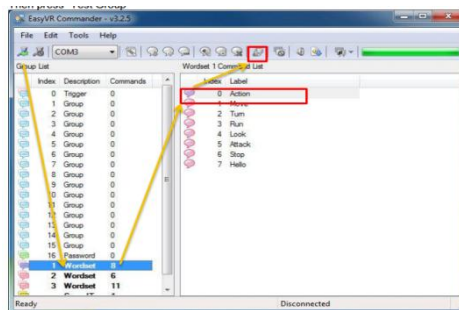 Then press "Test Group"
EasyVR Commander - v3.2.5
File Edit Tools Help
COM3
Group List
Index Description Commands
0 Trigger 0
1 Group 0
2 Group 0
3 Group 0
4 Group 0
5 Group 0
6 Group 0
7 Group 0
8 Group 0
9 Group 0
10 Group 0
11 Group 0
12 Group 0
13 Group 0
14 Group 0
15 Group 0
16 Password 0
1 Wordset 8
2 Wordset 6
3 Wordset 11
Wordset 1 Command List
Index Label
0 Action
1 Move
2 Turn
3 Run
4 Look
5 Attack
6 Stop
7 Hello
Ready
Disconnected